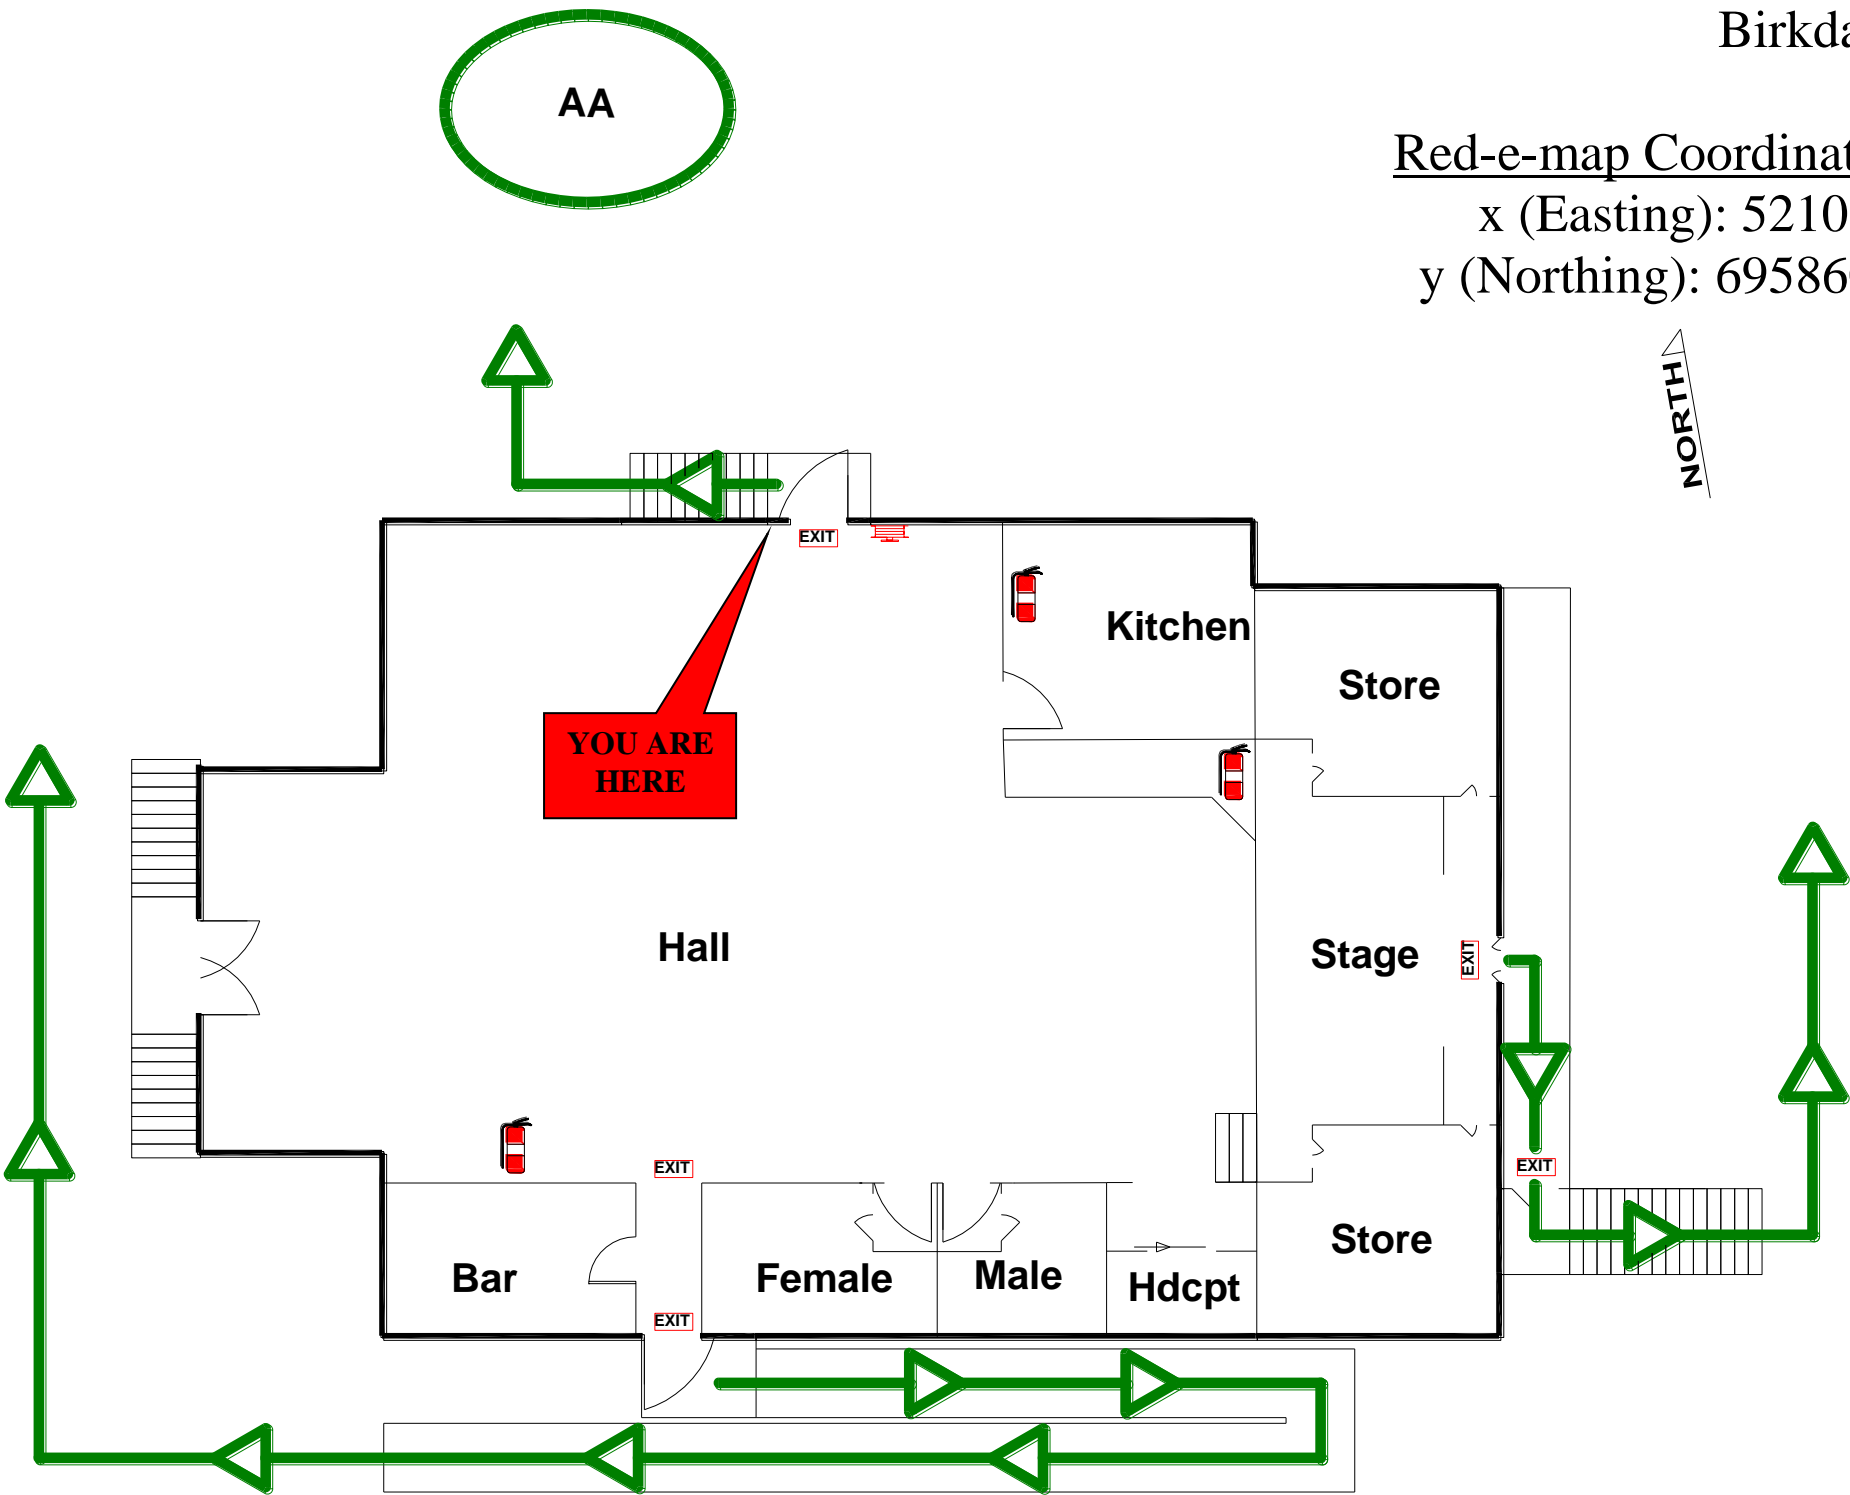 Birkda
AA
Red-e-map Coordinat
x (Easting): 5210
y (Northing): 69586
NORTH
EXIT
Kitchen
Store
YOU ARE
HERE
Hall
Stage
EXIT
EXIT
EXIT
Store
Bar
Female
Male
Hdcpt
EXIT